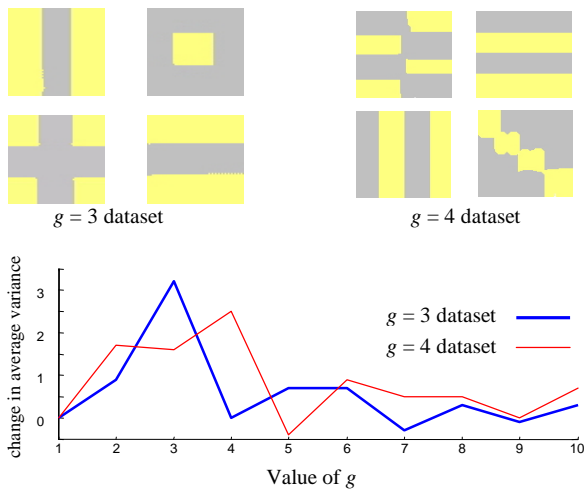 g = 3 dataset
g = 4 dataset
change in average variance
3
2
1
0
g = 3 dataset
g = 4 dataset
1 2 3 4 5 6 7 8 9 10
Value of g